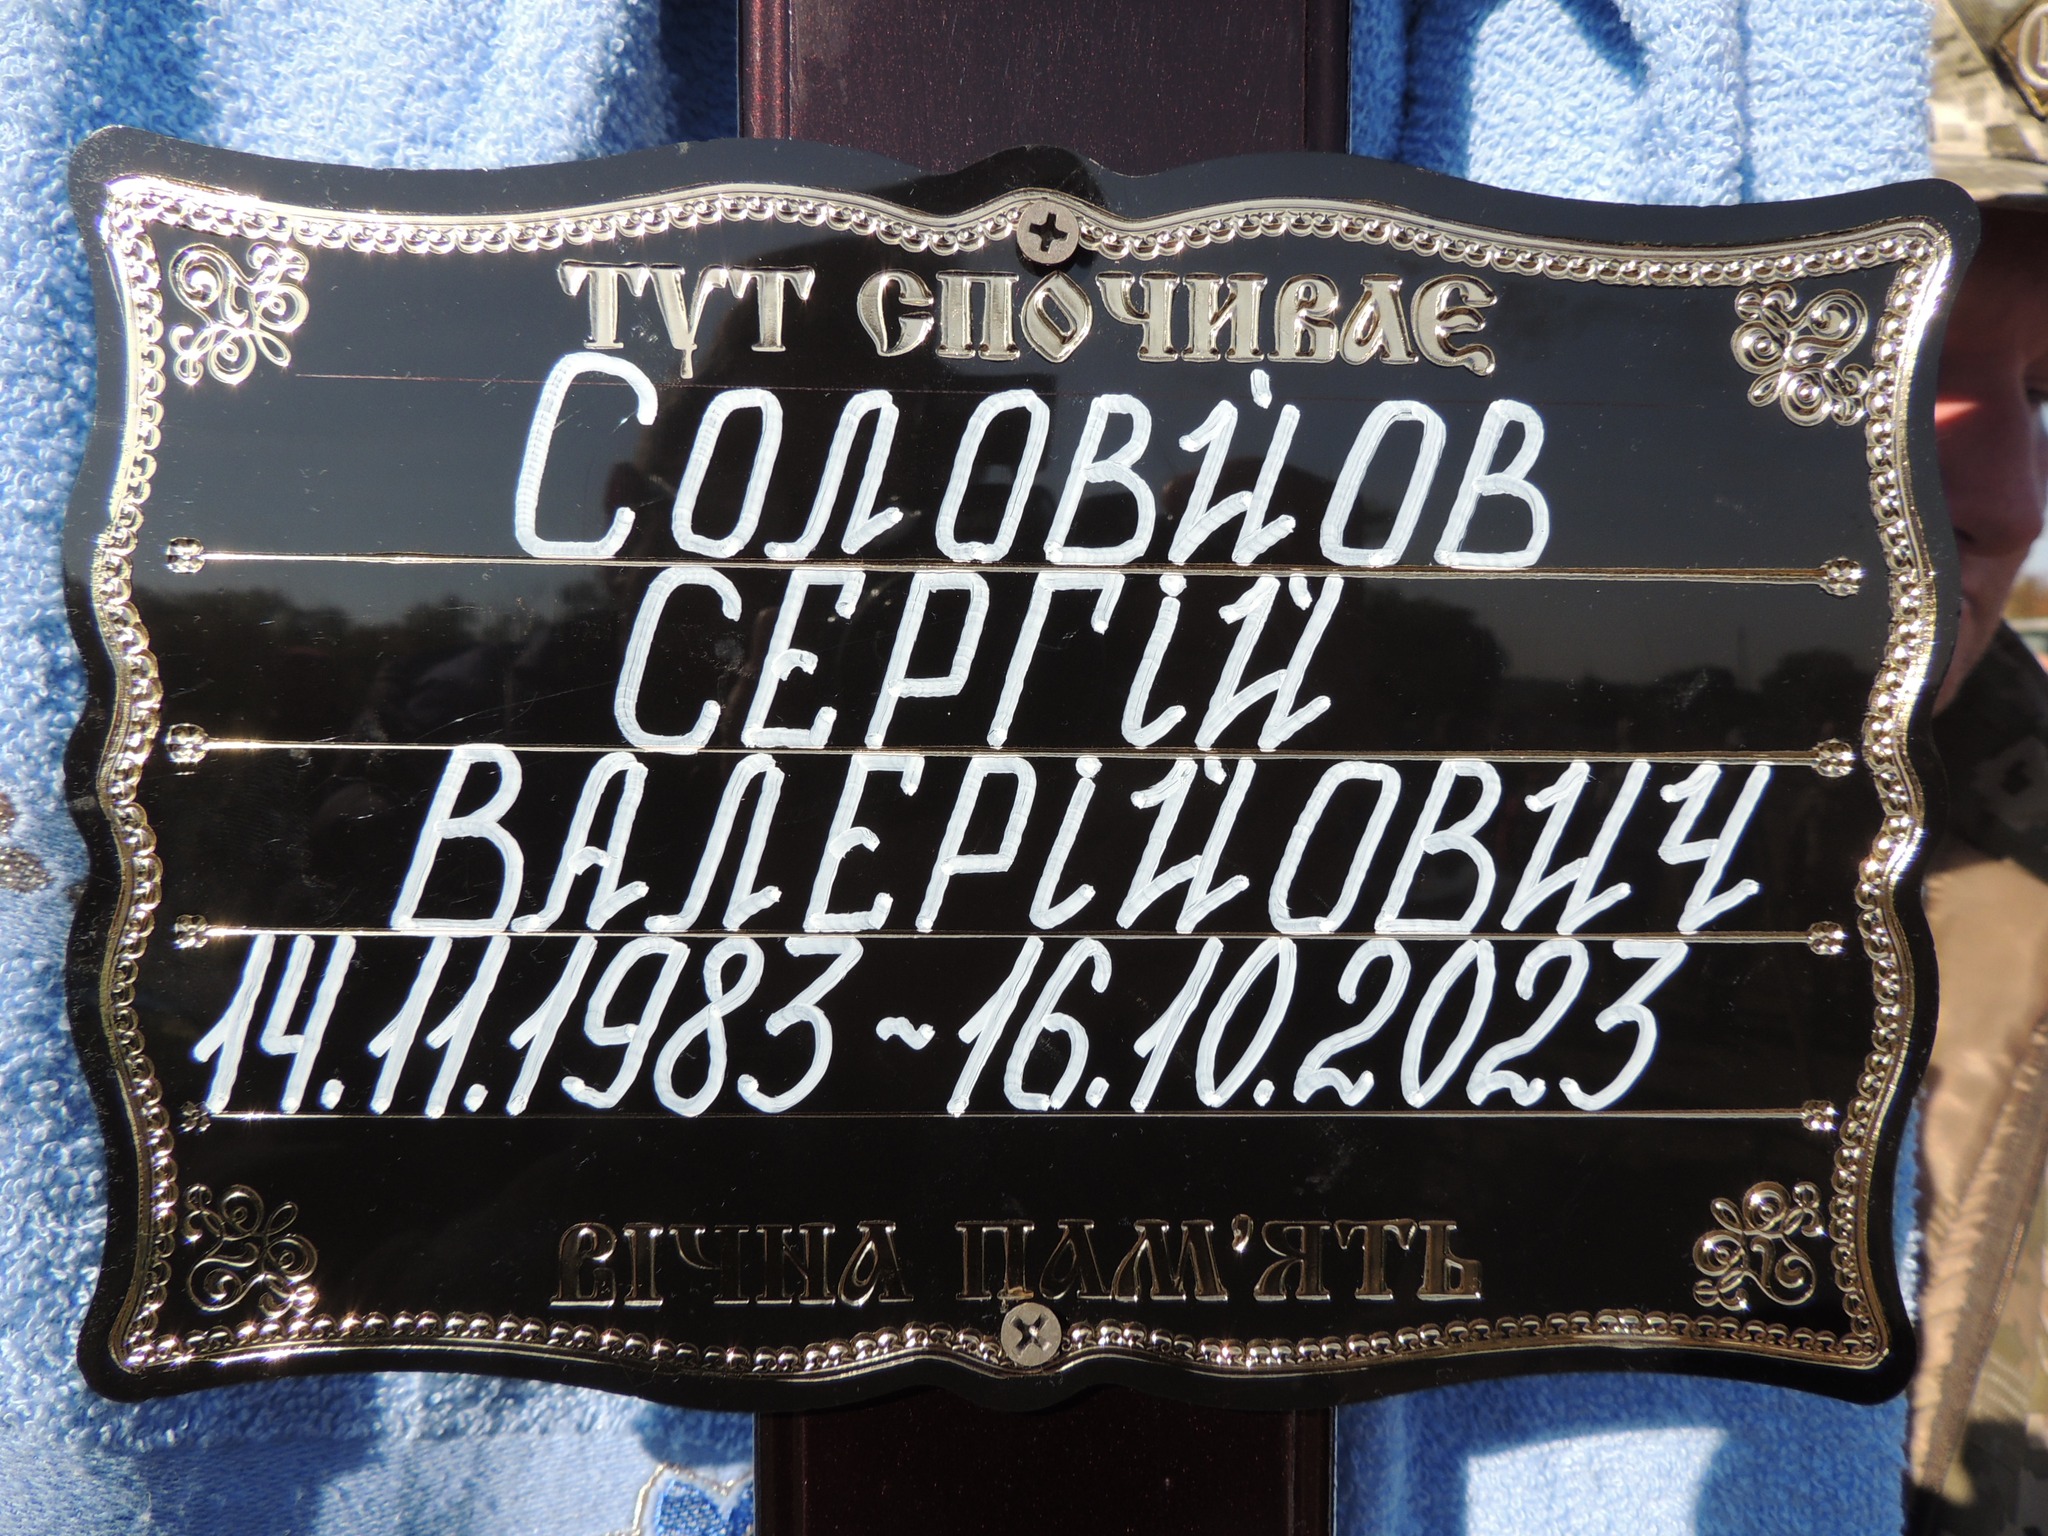 ТУТ СПОЧИВАЄ
Соловйов
Сергій
Валерійович
14.11.1983 ~ 16.10.2023
ВІЧНА ПАМ'ЯТЬ